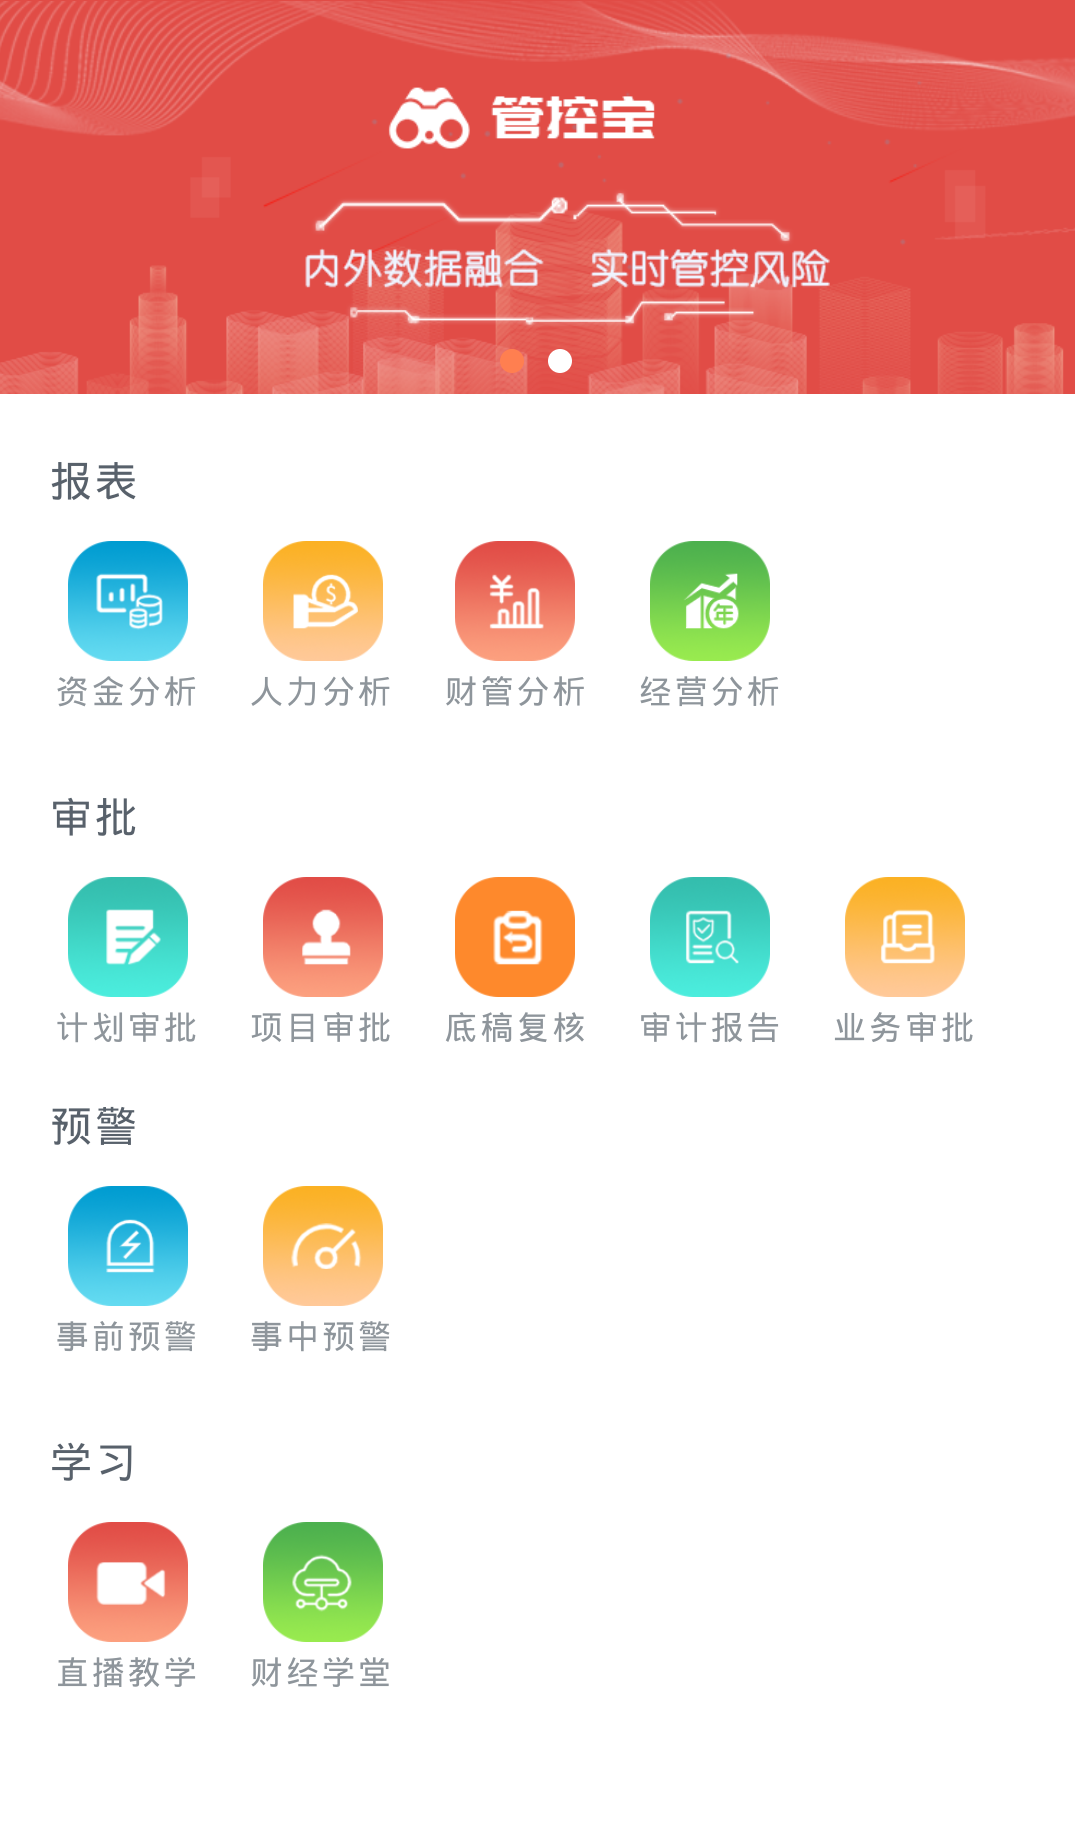 管控宝
内外数据融合 实时管控风险
报表
资金分析 人力分析 财管分析 经营分析
审批
计划审批 项目审批 底稿复核 审计报告 业务审批
预警
事前预警 事中预警
学习
直播教学 财经学堂